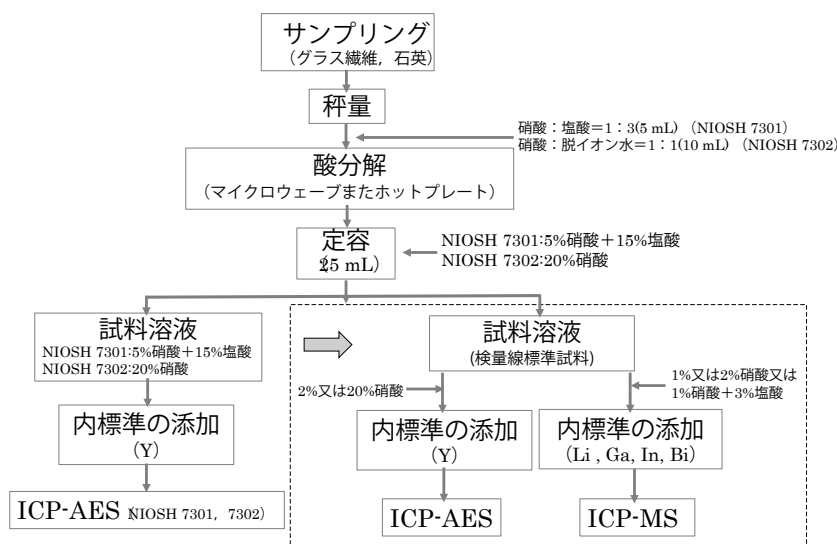 サンプリング
(グラス繊維, 石英)
秤量
硝酸:塩酸=1:3(5 mL) (NIOSH 7301)
硝酸:脱イオン水=1:1(10 mL) (NIOSH 7302)
酸分解
(マイクロウェーブまたホットプレート)
定容
(25 mL)
NIOSH 7301:5%硝酸+15%塩酸
NIOSH 7302:20%硝酸
試料溶液
NIOSH 7301:5%硝酸+15%塩酸
NIOSH 7302:20%硝酸
内標準の添加
(Y)
ICP-AES (NIOSH 7301, 7302)
試料溶液
(検量線標準試料)
2%又は20%硝酸
1%又は2%硝酸又は
1%硝酸+3%塩酸
内標準の添加
(Y)
内標準の添加
(Li , Ga, In, Bi)
ICP-AES
ICP-MS